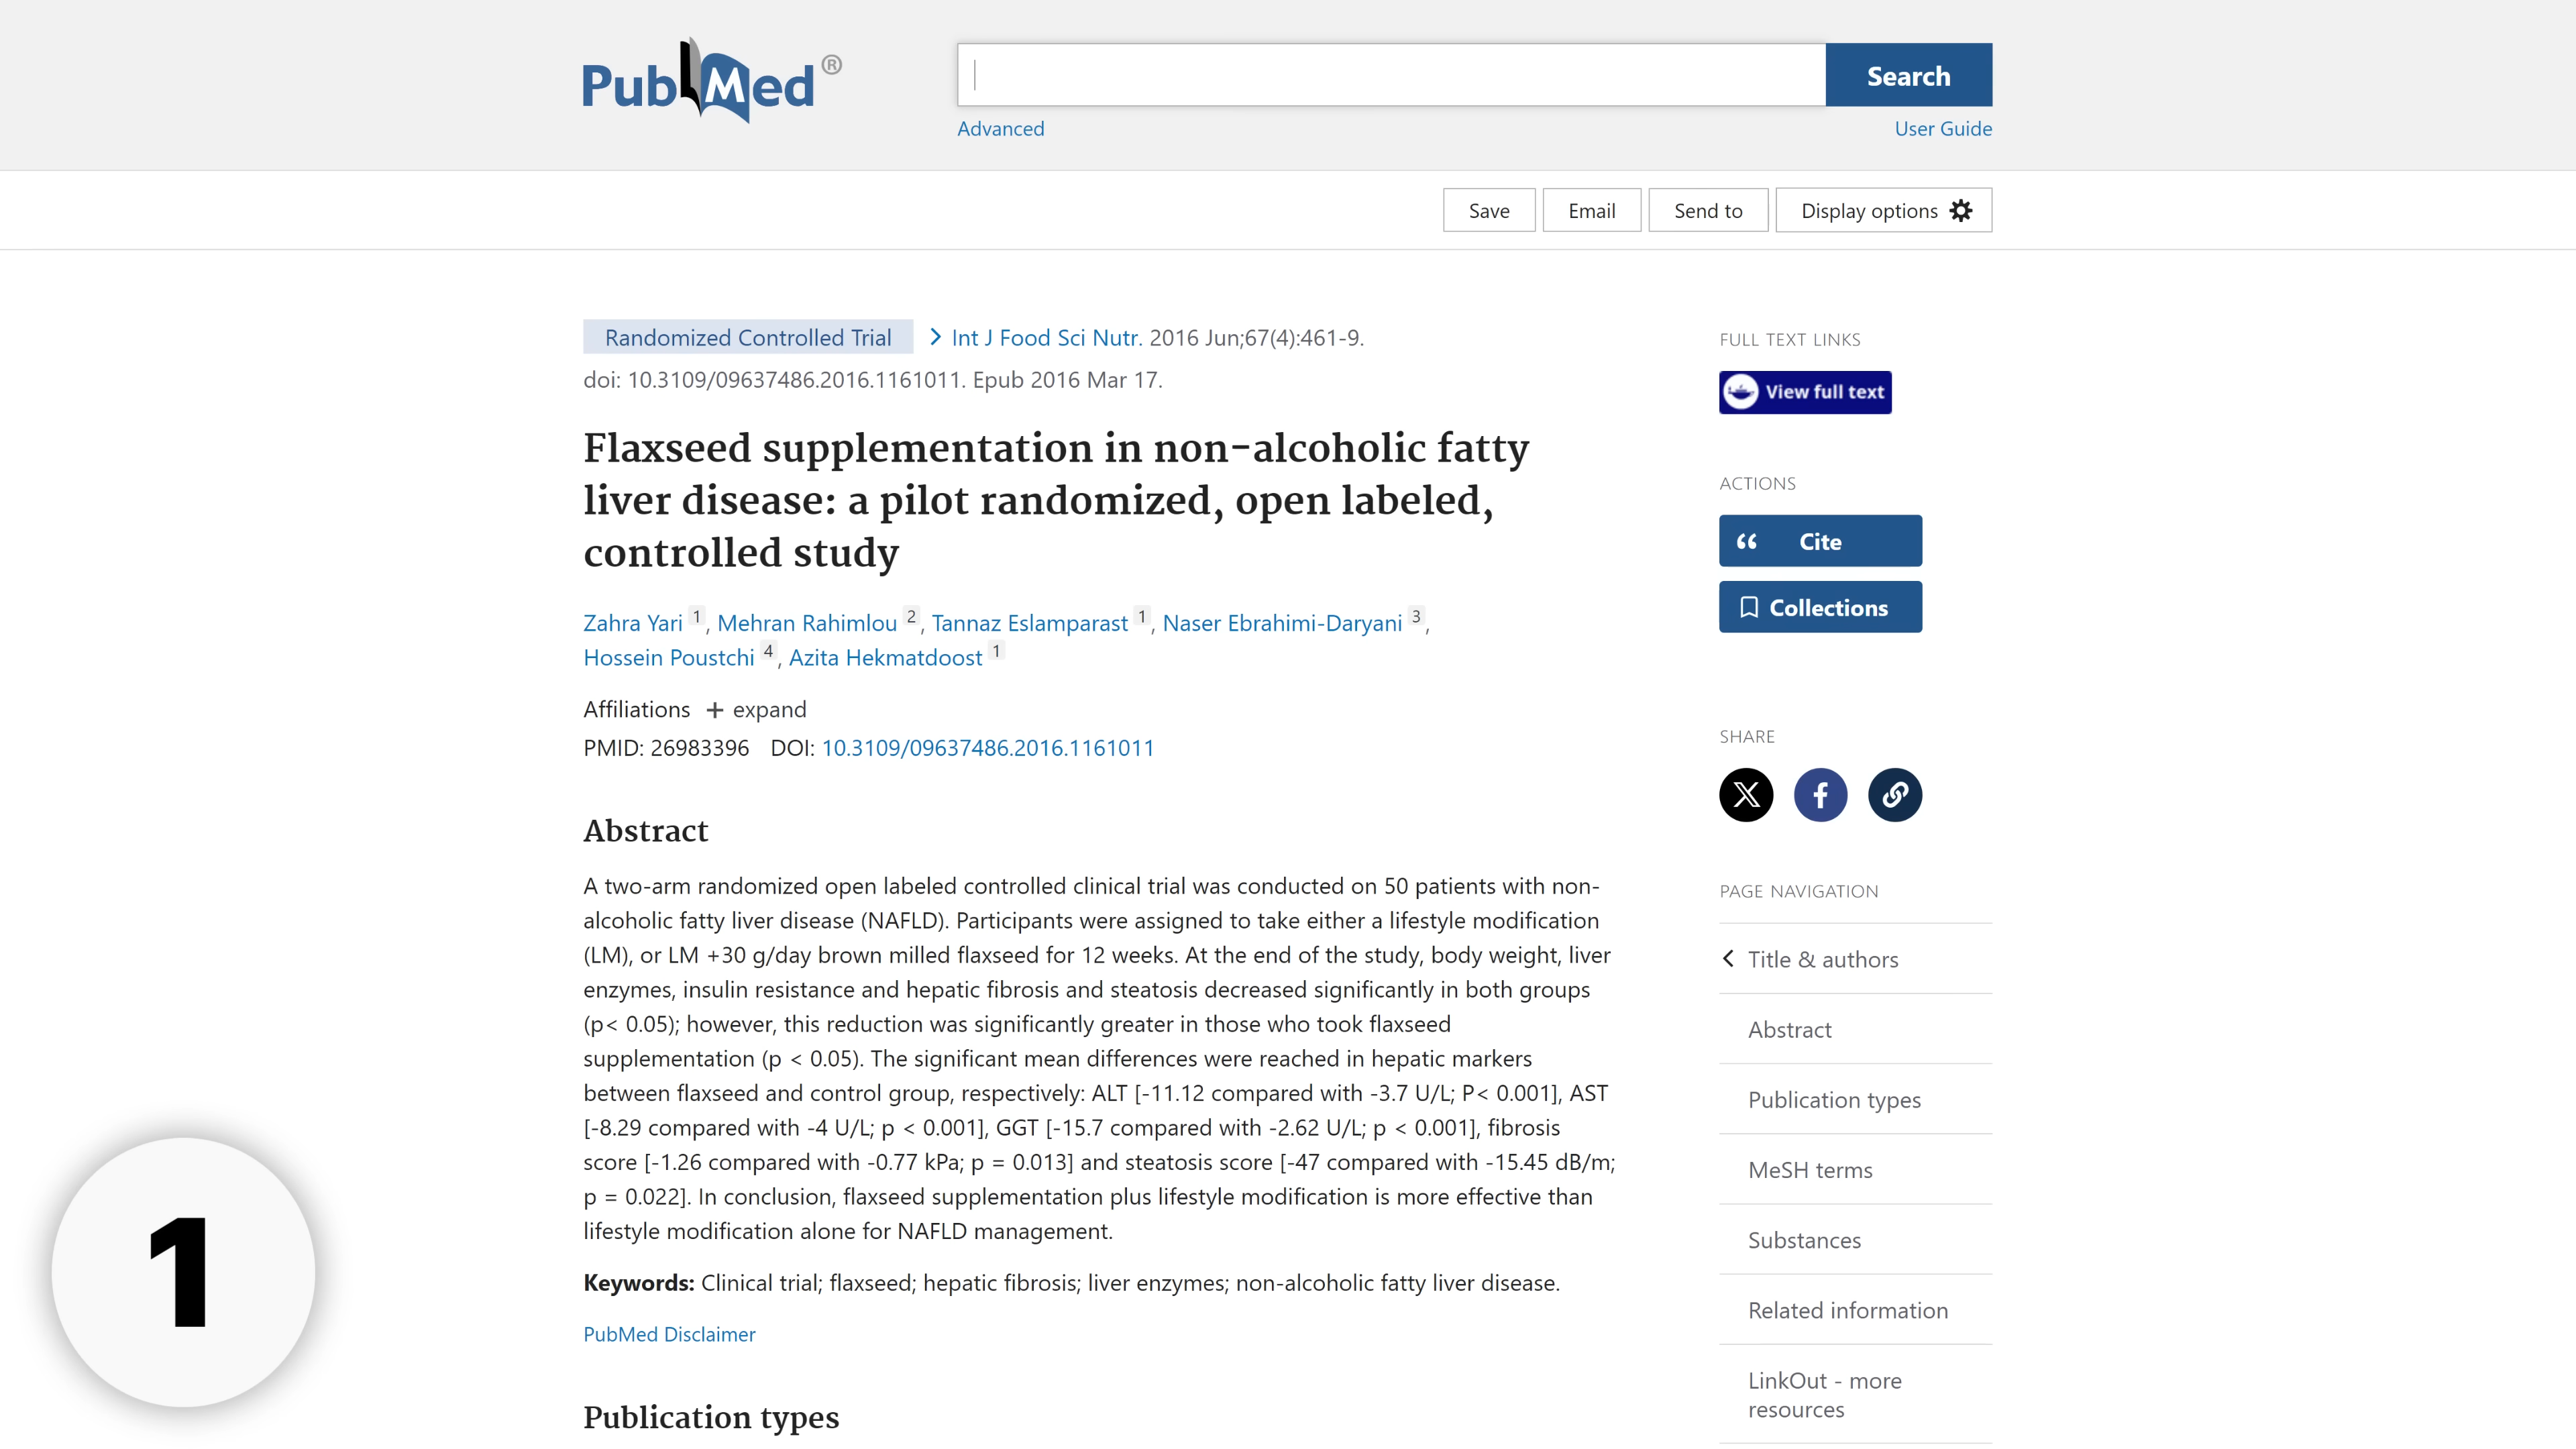 PubMed®
Search
Advanced
User Guide
Save
Email
Send to
Display options
Randomized Controlled Trial
Int J Food Sci Nutr. 2016 Jun;67(4):461-9.
doi: 10.3109/09637486.2016.1161011. Epub 2016 Mar 17.
Flaxseed supplementation in non-alcoholic fatty
liver disease: a pilot randomized, open labeled,
controlled study
Zahra Yari 1, Mehran Rahimlou 2, Tannaz Eslamparast 1, Naser Ebrahimi-Daryani 3,
Hossein Poustchi 4, Azita Hekmatdoost 1
Affiliations + expand
PMID: 26983396 DOI: 10.3109/09637486.2016.1161011
Abstract
A two-arm randomized open labeled controlled clinical trial was conducted on 50 patients with non-
alcoholic fatty liver disease (NAFLD). Participants were assigned to take either a lifestyle modification
(LM), or LM +30 g/day brown milled flaxseed for 12 weeks. At the end of the study, body weight, liver
enzymes, insulin resistance and hepatic fibrosis and steatosis decreased significantly in both groups
(p< 0.05); however, this reduction was significantly greater in those who took flaxseed
supplementation (p < 0.05). The significant mean differences were reached in hepatic markers
between flaxseed and control group, respectively: ALT [-11.12 compared with -3.7 U/L; P< 0.001], AST
[-8.29 compared with -4 U/L; p < 0.001], GGT [-15.7 compared with -2.62 U/L; p < 0.001], fibrosis
score [-1.26 compared with -0.77 kPa; p = 0.013] and steatosis score [-47 compared with -15.45 dB/m;
p = 0.022]. In conclusion, flaxseed supplementation plus lifestyle modification is more effective than
lifestyle modification alone for NAFLD management.
Keywords: Clinical trial; flaxseed; hepatic fibrosis; liver enzymes; non-alcoholic fatty liver disease.
PubMed Disclaimer
Publication types
FULL TEXT LINKS
View full text
ACTIONS
Cite
Collections
SHARE
PAGE NAVIGATION
Title & authors
Abstract
Publication types
MeSH terms
Substances
Related information
LinkOut - more
resources
1